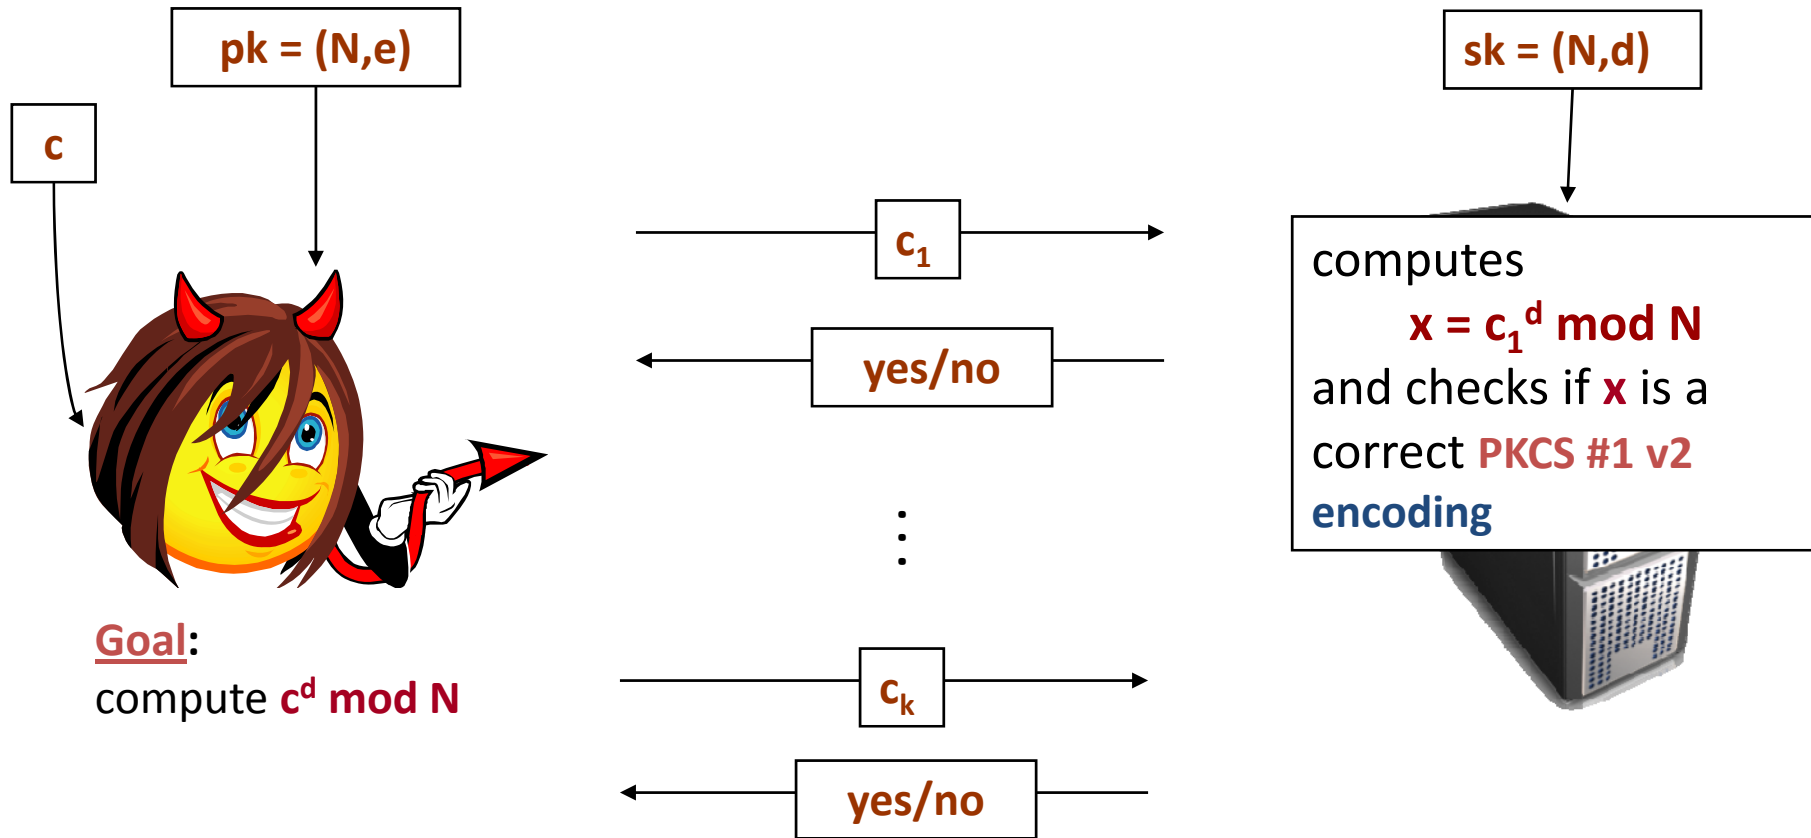 pk = (N,e)
sk = (N,d)
c
c₁
computes
x = c₁ᵈ mod N
and checks if x is a
correct PKCS #1 v2
encoding
yes/no
⋮
Goal:
compute cᵈ mod N
cₖ
yes/no